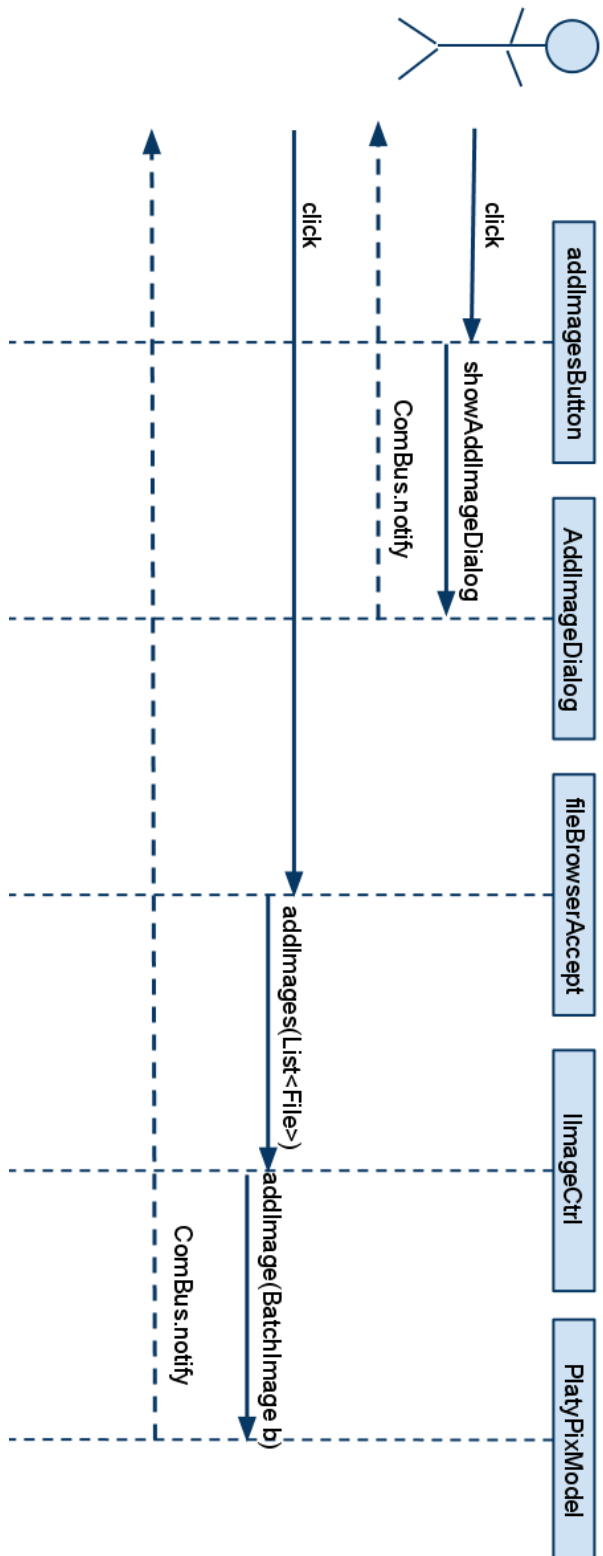 addImagesButton
AddImageDialog
fileBrowserAccept
IImageCtrl
PlatyPixModel
click
showAddImageDialog
ComBus.notify
click
addImages(List<File>)
addImage(BatchImage b)
ComBus.notify